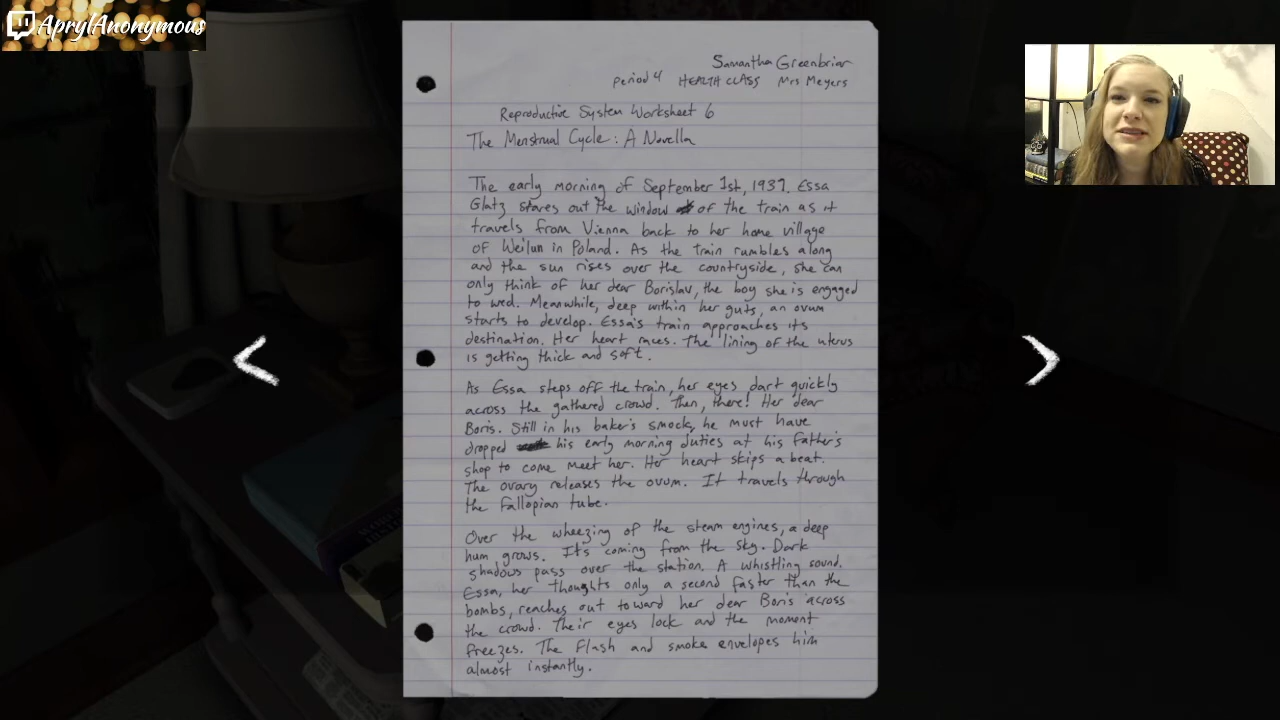 AprylAnonymous
Samantha Greenbriar
period 4 HEALTH CLASS Mrs Meyers
Reproductive System Worksheet 6
The Menstrual Cycle: A Novella
The early morning of September 1st, 1937. Essa
Glatz stares out the window of the train as it
travels from Vienna back to her home village
of Weilun in Poland. As the train rumbles along
and the sun rises over the countryside, she can
only think of her dear Borislav, the boy she is engaged
to wed. Meanwhile, deep within her guts, an ovum
starts to develop. Essa's train approaches its
destination. Her heart races. The lining of the uterus
is getting thick and soft.
As Essa steps off the train, her eyes dart quickly
across the gathered crowd. Then, there! Her dear
Boris. Still in his baker's smock, he must have
dropped his early morning duties at his father's
shop to come meet her. Her heart skips a beat.
The ovary releases the ovum. It travels through
the fallopian tube.
Over the wheezing of the steam engines, a deep
hum grows. It's coming from the sky. Dark
shadows pass over the station. A whistling sound.
Essa, her thoughts only a second faster than the
bombs, reaches out toward her dear Boris across
the crowd. Their eyes lock and the moment
freezes. The flash and smoke envelopes him
almost instantly.